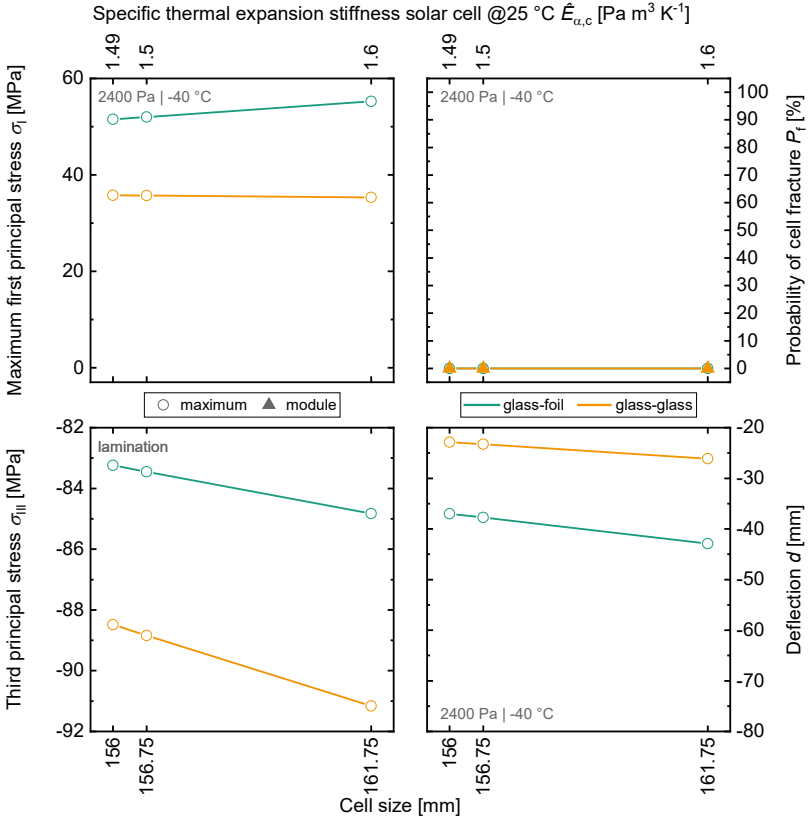 Specific thermal expansion stiffness solar cell @25 °C Êα,c [Pa m³ K⁻¹]
1.49 1.5 1.6 1.49 1.5 1.6
Maximum first principal stress σI [MPa]
60
40
20
0
2400 Pa | -40 °C
2400 Pa | -40 °C
100
90
80
70
60
50
40
30
20
10
0
Probability of cell fracture Pf [%]
maximum module
glass-foil glass-glass
Third principal stress σIII [MPa]
-82
-84
-86
-88
-90
-92
lamination
2400 Pa | -40 °C
-20
-30
-40
-50
-60
-70
-80
Deflection d [mm]
156 156.75 161.75 156 156.75 161.75
Cell size [mm]